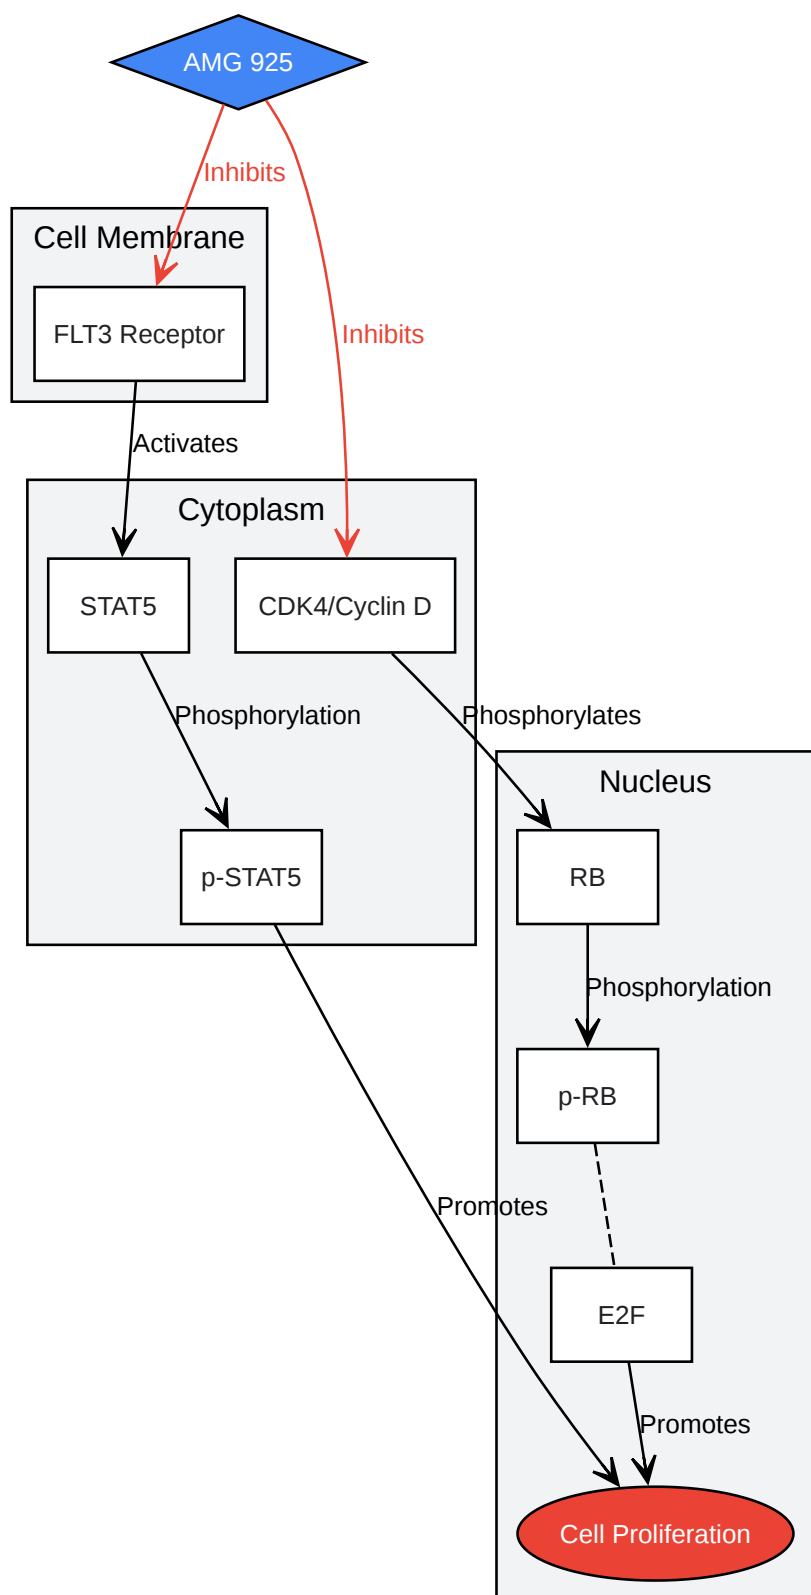 AMG 925
Inhibits
Cell Membrane
FLT3 Receptor
Inhibits
Activates
Cytoplasm
STAT5
CDK4/Cyclin D
Phosphorylation
Phosphorylates
Nucleus
p-STAT5
RB
Phosphorylation
p-RB
Promotes
E2F
Promotes
Cell Proliferation